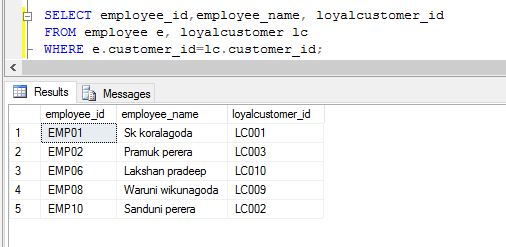 SELECT employee_id,employee_name, loyalcustomer_id
FROM employee e, loyalcustomer lc
WHERE e.customer_id=lc.customer_id;
Results Messages
employee_id employee_name loyalcustomer_id
1 EMP01 Sk koralagoda LC001
2 EMP02 Pramuk perera LC003
3 EMP06 Lakshan pradeep LC010
4 EMP08 Waruni wikunagoda LC009
5 EMP10 Sanduni perera LC002